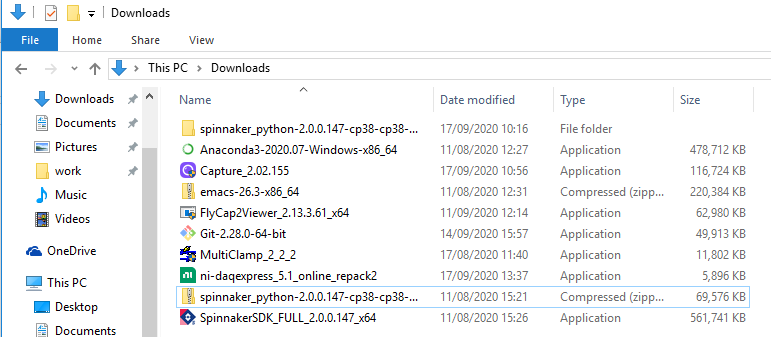 Downloads
File Home Share View
This PC Downloads
Name Date modified Type Size
Downloads
Documents
Pictures
work
Music
Videos
OneDrive
This PC
Desktop
Documents
spinnaker_python-2.0.0.147-cp38-cp38-... 17/09/2020 10:16 File folder
Anaconda3-2020.07-Windows-x86_64 11/08/2020 12:27 Application 478,712 KB
Capture_2.02.155 17/09/2020 10:56 Application 116,724 KB
emacs-26.3-x86_64 11/08/2020 12:31 Compressed (zipp... 220,384 KB
FlyCap2Viewer_2.13.3.61_x64 11/09/2020 12:14 Application 62,980 KB
Git-2.28.0-64-bit 14/09/2020 15:57 Application 49,913 KB
MultiClamp_2_2_2 17/08/2020 11:40 Application 11,802 KB
ni-daqexpress_5.1_online_repack2 17/09/2020 13:37 Application 5,896 KB
spinnaker_python-2.0.0.147-cp38-cp38-... 11/08/2020 15:21 Compressed (zipp... 69,576 KB
SpinnakerSDK_FULL_2.0.0.147_x64 11/08/2020 15:26 Application 561,741 KB